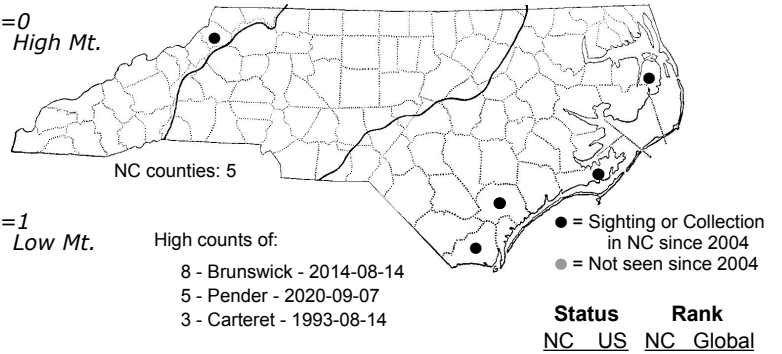 =0
High Mt.
NC counties: 5
=1
Low Mt.
High counts of:
8 - Brunswick - 2014-08-14
5 - Pender - 2020-09-07
3 - Carteret - 1993-08-14
● = Sighting or Collection
in NC since 2004
● = Not seen since 2004
Status Rank
NC US NC Global